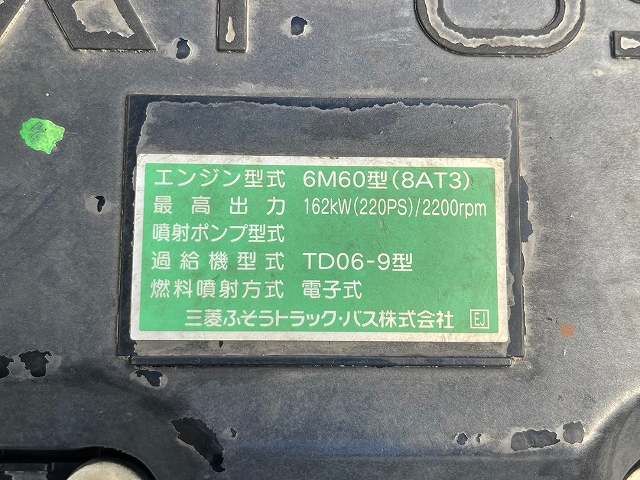 エンジン型式 6M60型(8AT3)
最高出力 162kW(220PS)/2200rpm
噴射ポンプ型式
過給機型式 TD06-9型
燃料噴射方式 電子式
三菱ふそうトラック・バス株式会社 EJ